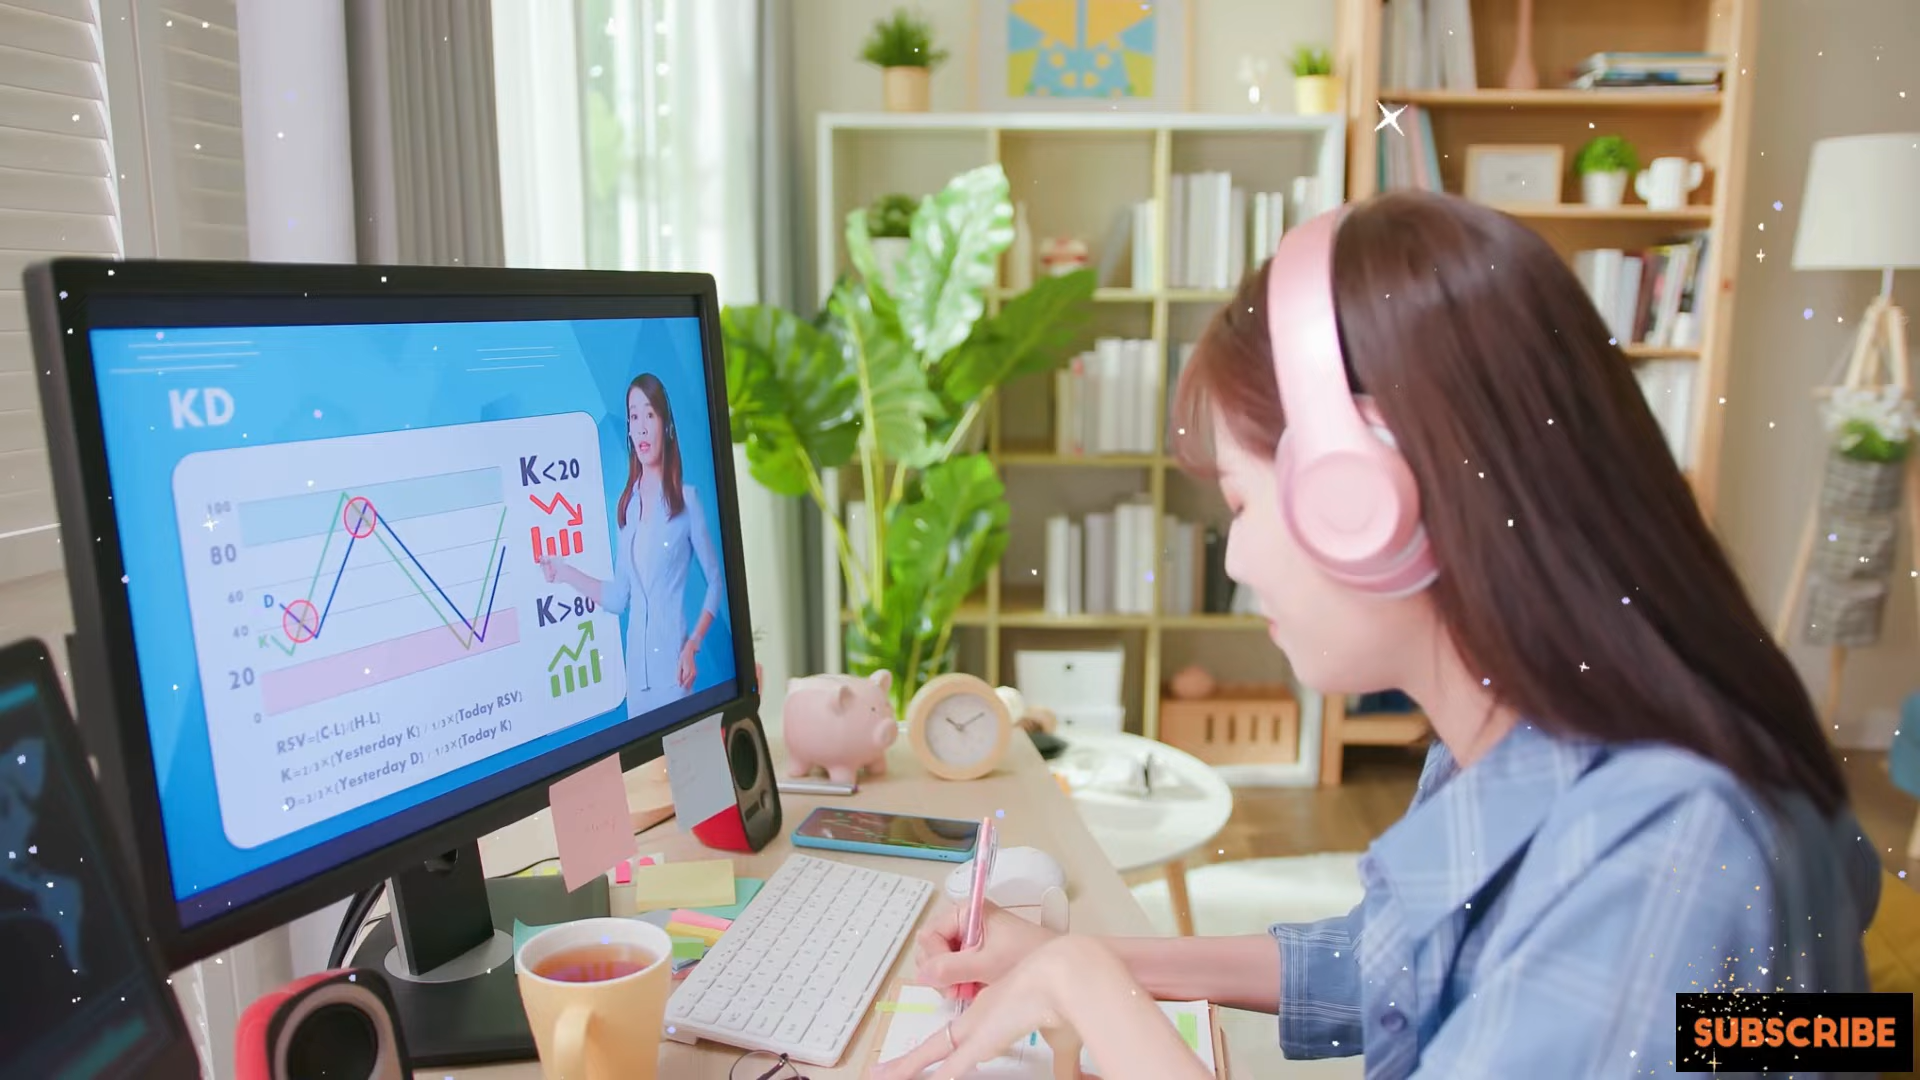 KD
K<20
K>80
100
80
60
40
20
0
D
K
RSV=(C-L)/(H-L)
K=2/3×(Yesterday K) / 1/3×(Today RSV)
D=2/3×(Yesterday D) / 1/3×(Today K)
SUBSCRIBE